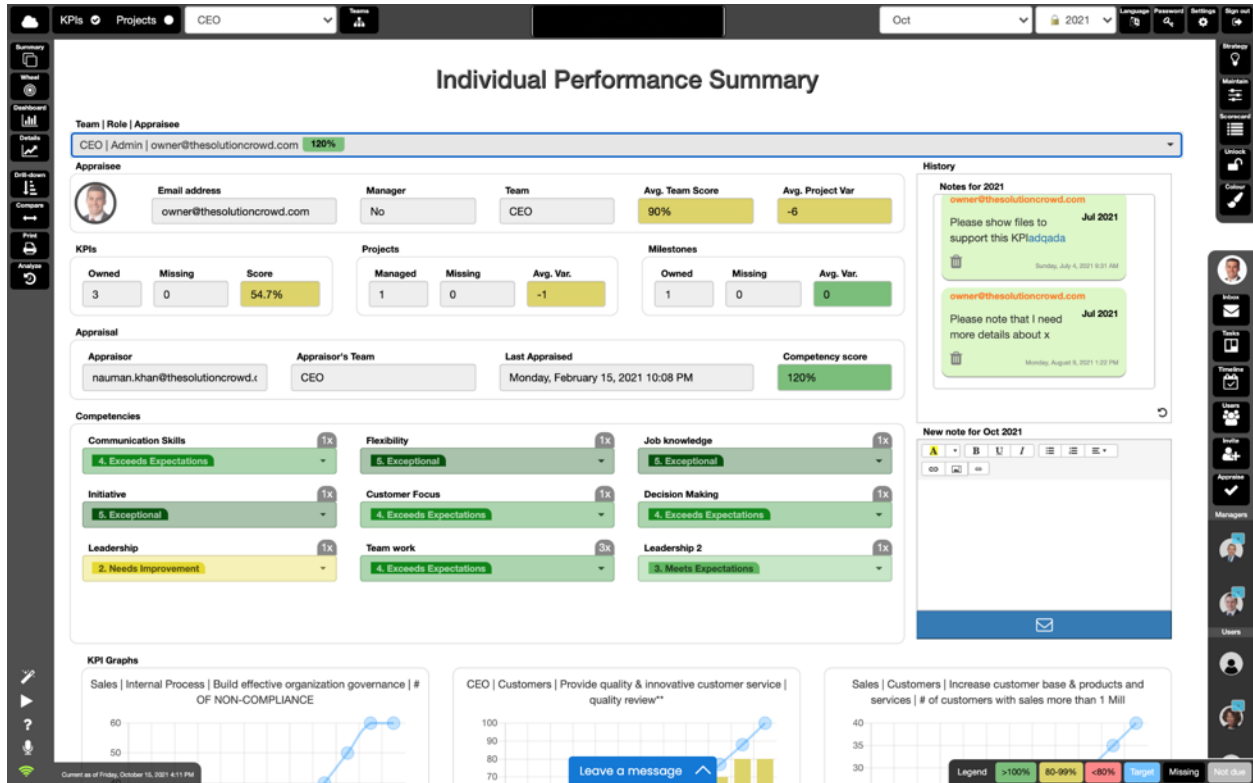 KPIs Projects CEO Teams Oct 2021 Language Password Settings Sign out
Summary
Wheel
Dashboard
Details
Drill-down
Compare
Print
Analyze
Individual Performance Summary
Team | Role | Appraisee
CEO | Admin | owner@thesolutioncrowd.com 120%
Appraisee
Email address Manager Team Avg. Team Score Avg. Project Var
owner@thesolutioncrowd.com No CEO 90% -6
KPIs Projects Milestones
Owned Missing Score Managed Missing Avg. Var. Owned Missing Avg. Var.
3 0 54.7% 1 0 -1 1 0 0
Appraisal
Appraisor Appraisor's Team Last Appraised Competency score
nauman.khan@thesolutioncrowd.c CEO Monday, February 15, 2021 10:08 PM 120%
Competencies
Communication Skills 1x Flexibility 1x Job knowledge 1x
4. Exceeds Expectations 5. Exceptional 5. Exceptional
Initiative 1x Customer Focus 1x Decision Making 1x
5. Exceptional 4. Exceeds Expectations 4. Exceeds Expectations
Leadership 1x Team work 3x Leadership 2 1x
2. Needs Improvement 4. Exceeds Expectations 3. Meets Expectations
History
Notes for 2021
owner@thesolutioncrowd.com
Jul 2021
Please show files to
support this KPIadqada
Sunday, July 4, 2021 9:31 AM
owner@thesolutioncrowd.com
Jul 2021
Please note that I need
more details about x
Monday, August 9, 2021 1:22 PM
New note for Oct 2021
A B U I
KPI Graphs
Sales | Internal Process | Build effective organization governance | #
OF NON-COMPLIANCE
60
50
CEO | Customers | Provide quality & innovative customer service |
quality review**
100
90
80
70
Sales | Customers | Increase customer base & products and
services | # of customers with sales more than 1 Mill
40
35
30
Strategy
Maintain
Scorecard
Unlock
Colour
Inbox
Tasks
Timeline
Users
Invite
Appraise
Managers
Users
?
Current as of Friday, October 15, 2021 4:11 PM
Leave a message
Legend >100% 80-99% <80% Target Missing Not due